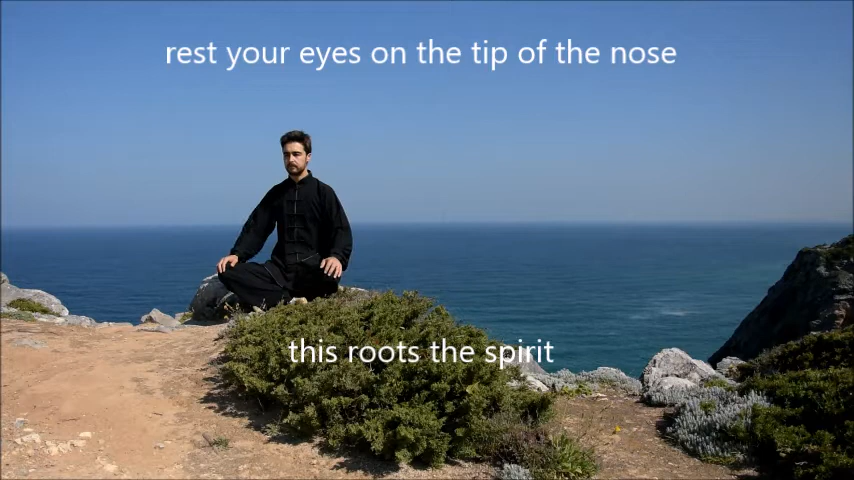 rest your eyes on the tip of the nose
this roots the spirit